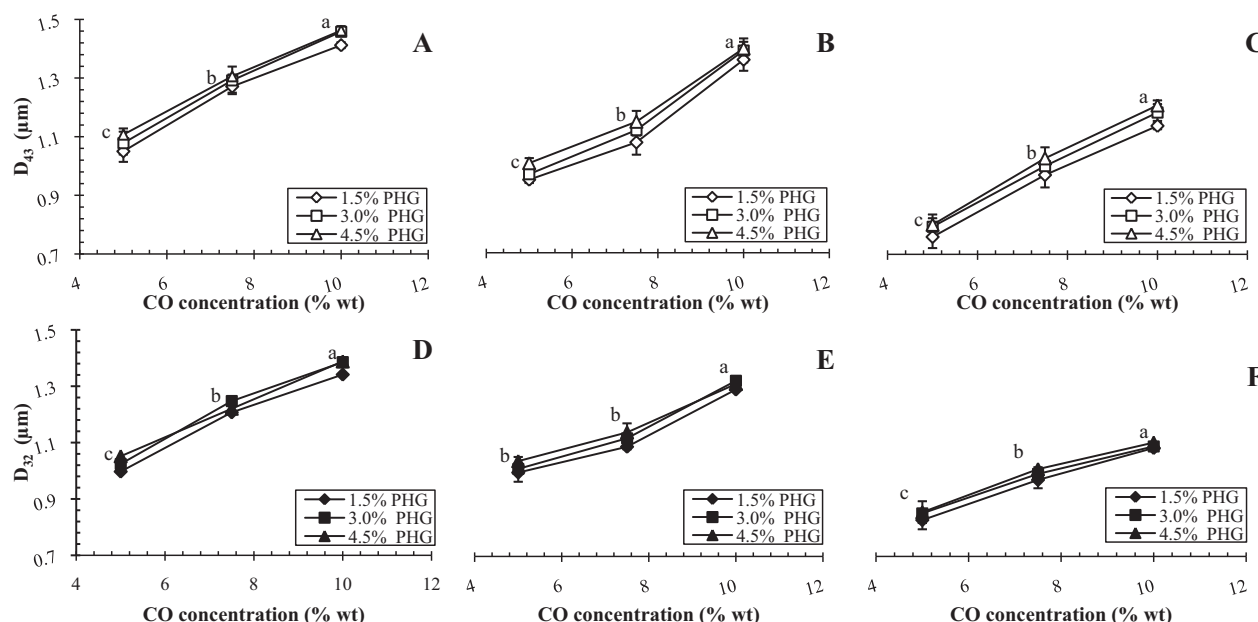 A
1.5
1.3
1.1
0.9
0.7
D43 (μm)
a
b
c
1.5% PHG
3.0% PHG
4.5% PHG
4 6 8 10 12
CO concentration (% wt)
B
a
b
c
1.5% PHG
3.0% PHG
4.5% PHG
4 6 8 10 12
CO concentration (% wt)
C
a
b
c
1.5% PHG
3.0% PHG
4.5% PHG
4 6 8 10 12
CO concentration (% wt)
D
1.5
1.3
1.1
0.9
0.7
D32 (μm)
a
b
c
1.5% PHG
3.0% PHG
4.5% PHG
4 6 8 10 12
CO concentration (% wt)
E
a
b
b
1.5% PHG
3.0% PHG
4.5% PHG
4 6 8 10 12
CO concentration (% wt)
F
a
b
c
1.5% PHG
3.0% PHG
4.5% PHG
4 6 8 10 12
CO concentration (% wt)